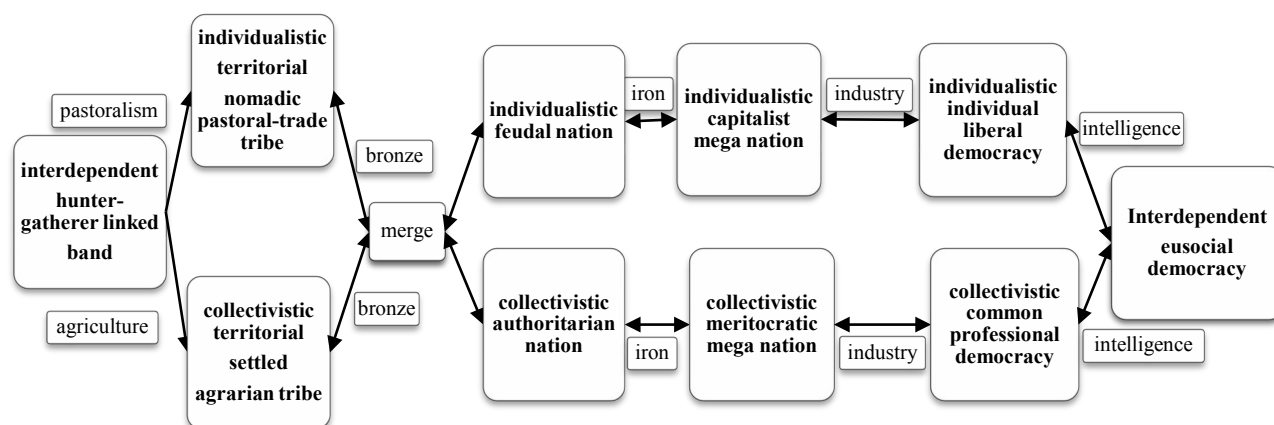 pastoralism
interdependent
hunter-
gatherer linked
band
agriculture
individualistic
territorial
nomadic
pastoral-trade
tribe
collectivistic
territorial
settled
agrarian tribe
bronze
merge
bronze
individualistic
feudal nation
iron
individualistic
capitalist
mega nation
industry
individualistic
individual
liberal
democracy
intelligence
collectivistic
authoritarian
nation
iron
collectivistic
meritocratic
mega nation
industry
collectivistic
common
professional
democracy
intelligence
Interdependent
eusocial
democracy